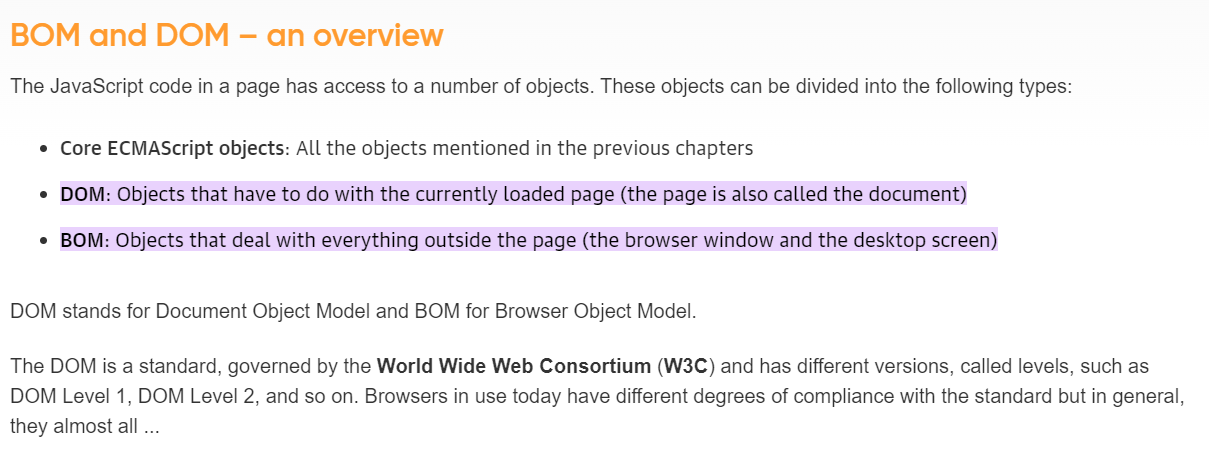 BOM and DOM – an overview
The JavaScript code in a page has access to a number of objects. These objects can be divided into the following types:
• Core ECMAScript objects: All the objects mentioned in the previous chapters
• DOM: Objects that have to do with the currently loaded page (the page is also called the document)
• BOM: Objects that deal with everything outside the page (the browser window and the desktop screen)
DOM stands for Document Object Model and BOM for Browser Object Model.
The DOM is a standard, governed by the World Wide Web Consortium (W3C) and has different versions, called levels, such as
DOM Level 1, DOM Level 2, and so on. Browsers in use today have different degrees of compliance with the standard but in general,
they almost all ...